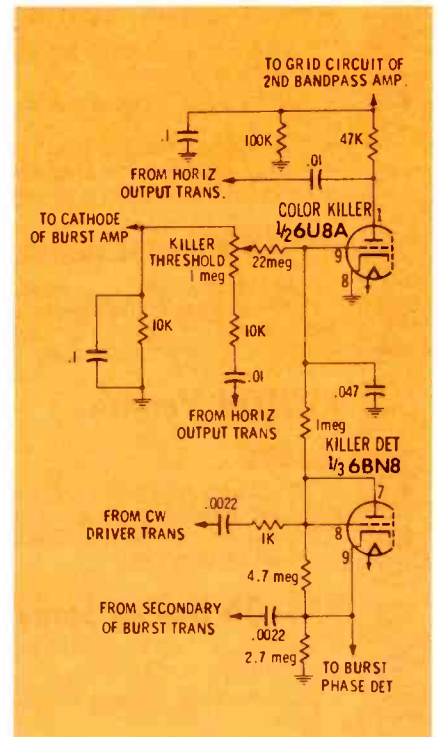 TO GRID CIRCUIT OF
2ND BANDPASS AMP.
.1
100K
47K
.01
FROM HORIZ
OUTPUT TRANS.
1
COLOR KILLER
1/2 6U8A
TO CATHODE
OF BURST AMP
KILLER
THRESHOLD
1 meg
22meg
9
8
.1
10K
10K
.01
FROM HORIZ
OUTPUT TRANS
.047
1meg
KILLER DET
1/3 6BN8
7
.0022
FROM CW
DRIVER TRANS
1K
8
9
4.7 meg
FROM SECONDARY
OF BURST TRANS
.0022
2.7 meg
TO BURST
PHASE DET